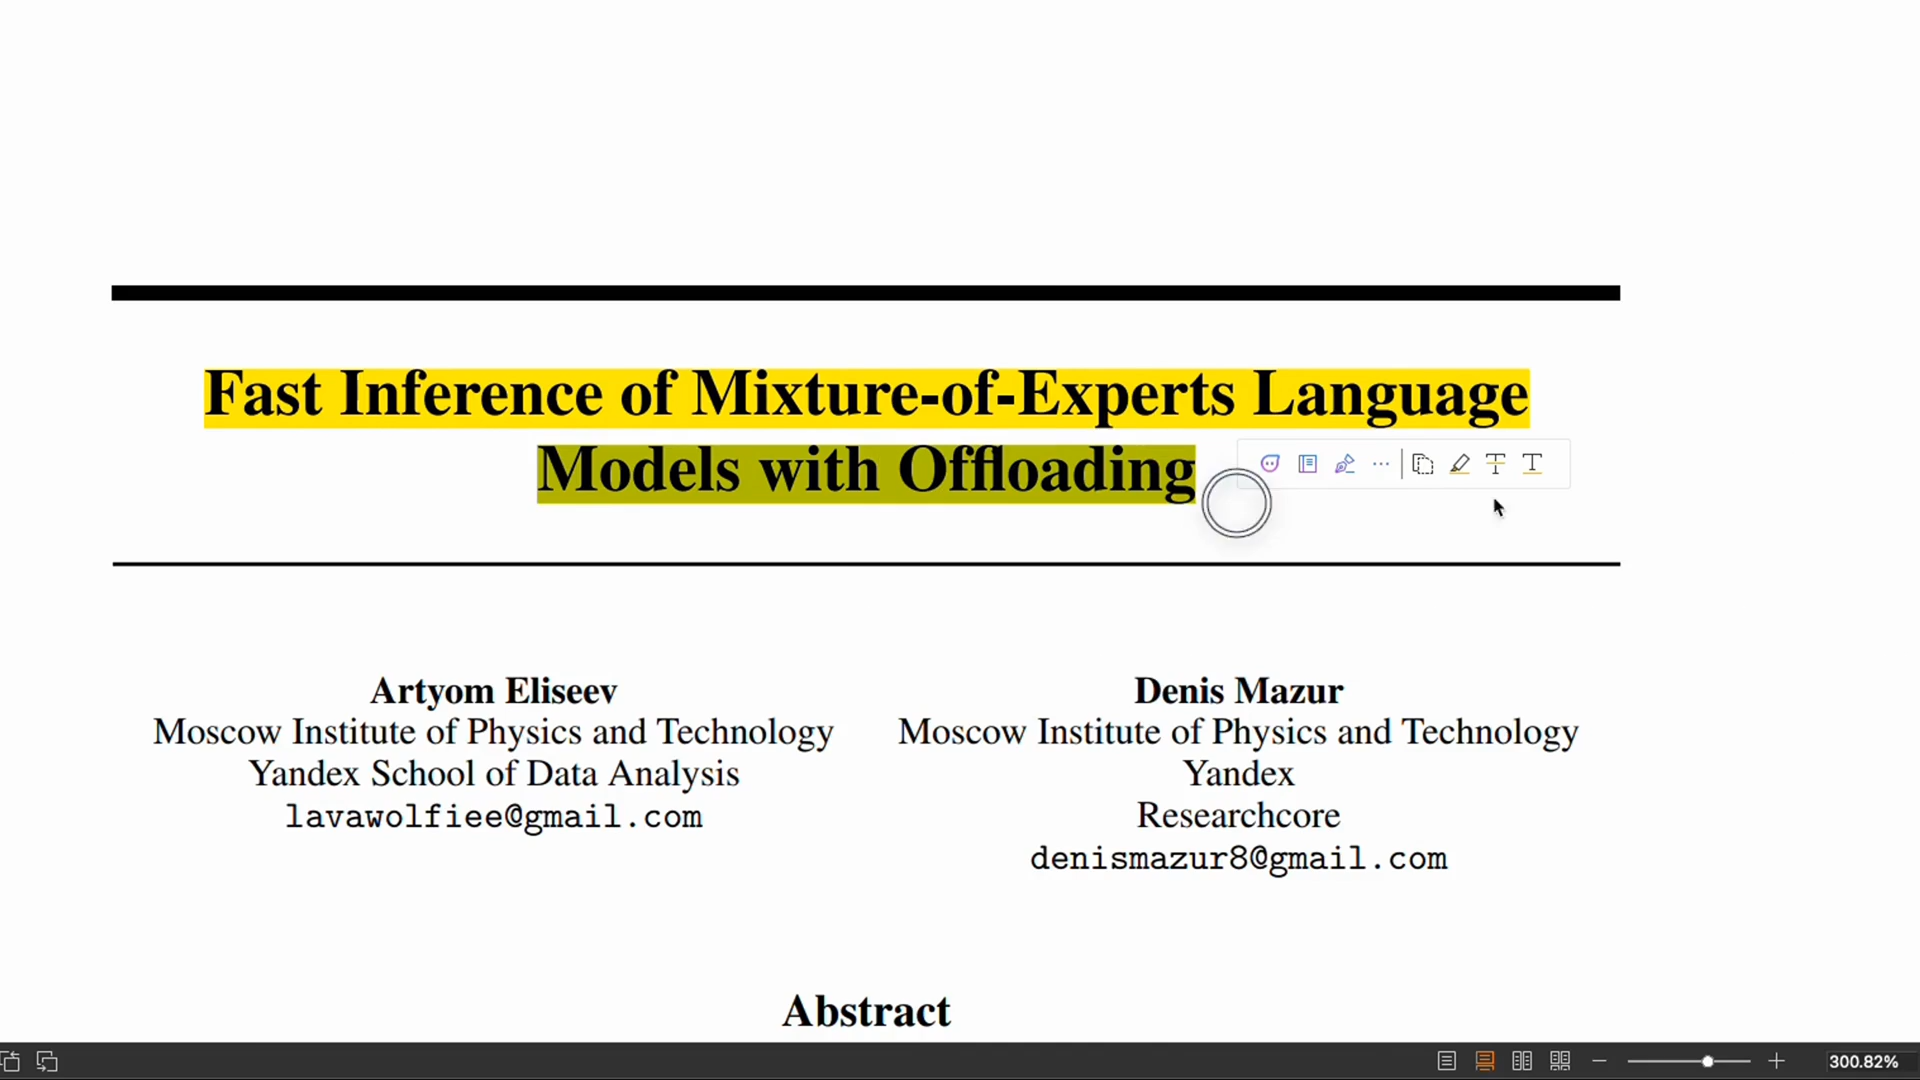 Fast Inference of Mixture-of-Experts Language
Models with Offloading
Artyom Eliseev
Moscow Institute of Physics and Technology
Yandex School of Data Analysis
lavawolfiee@gmail.com
Denis Mazur
Moscow Institute of Physics and Technology
Yandex
Researchcore
denismazur8@gmail.com
Abstract
300.82%